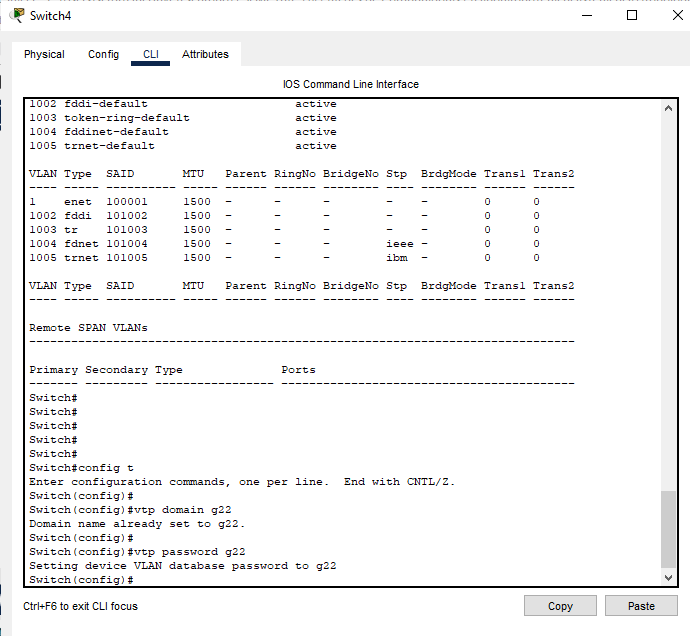 Switch4
Physical Config CLI Attributes
IOS Command Line Interface
1002 fddi-default active
1003 token-ring-default active
1004 fddinet-default active
1005 trnet-default active
VLAN Type SAID MTU Parent RingNo BridgeNo Stp BrdgMode Trans1 Trans2
---- ----- ---------- ----- ------ ------ -------- ---- -------- ------ ------
1 enet 100001 1500 - - - - - 0 0
1002 fddi 101002 1500 - - - - - 0 0
1003 tr 101003 1500 - - - - - 0 0
1004 fdnet 101004 1500 - - - ieee - 0 0
1005 trnet 101005 1500 - - - ibm - 0 0
VLAN Type SAID MTU Parent RingNo BridgeNo Stp BrdgMode Trans1 Trans2
---- ----- ---------- ----- ------ ------ -------- ---- -------- ------ ------
Remote SPAN VLANs
------------------------------------------------------------------------------
Primary Secondary Type Ports
------- --------- ----------------- ------------------------------------------
Switch#
Switch#
Switch#
Switch#
Switch#
Switch#config t
Enter configuration commands, one per line. End with CNTL/Z.
Switch(config)#
Switch(config)#vtp domain g22
Domain name already set to g22.
Switch(config)#
Switch(config)#vtp password g22
Setting device VLAN database password to g22
Switch(config)#
Ctrl+F6 to exit CLI focus
Copy Paste